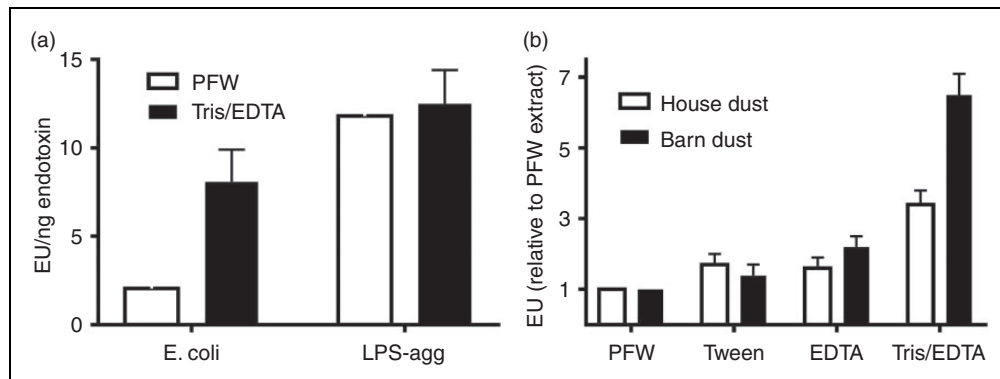 (a)
15
10
5
0
EU/ng endotoxin
PFW
Tris/EDTA
E. coli
LPS-agg
(b)
7
5
3
1
EU (relative to PFW extract)
House dust
Barn dust
PFW
Tween
EDTA
Tris/EDTA